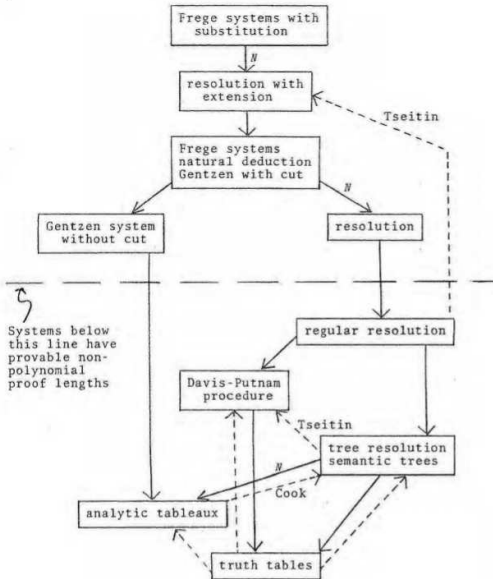 Frege systems with
substitution
N
resolution with
extension
Tseitin
Frege systems
natural deduction
Gentzen with cut
N
Gentzen system
without cut
resolution
Systems below
this line have
provable non-
polynomial
proof lengths
regular resolution
Davis-Putnam
procedure
Tseitin
tree resolution
semantic trees
N
Cook
analytic tableaux
truth tables